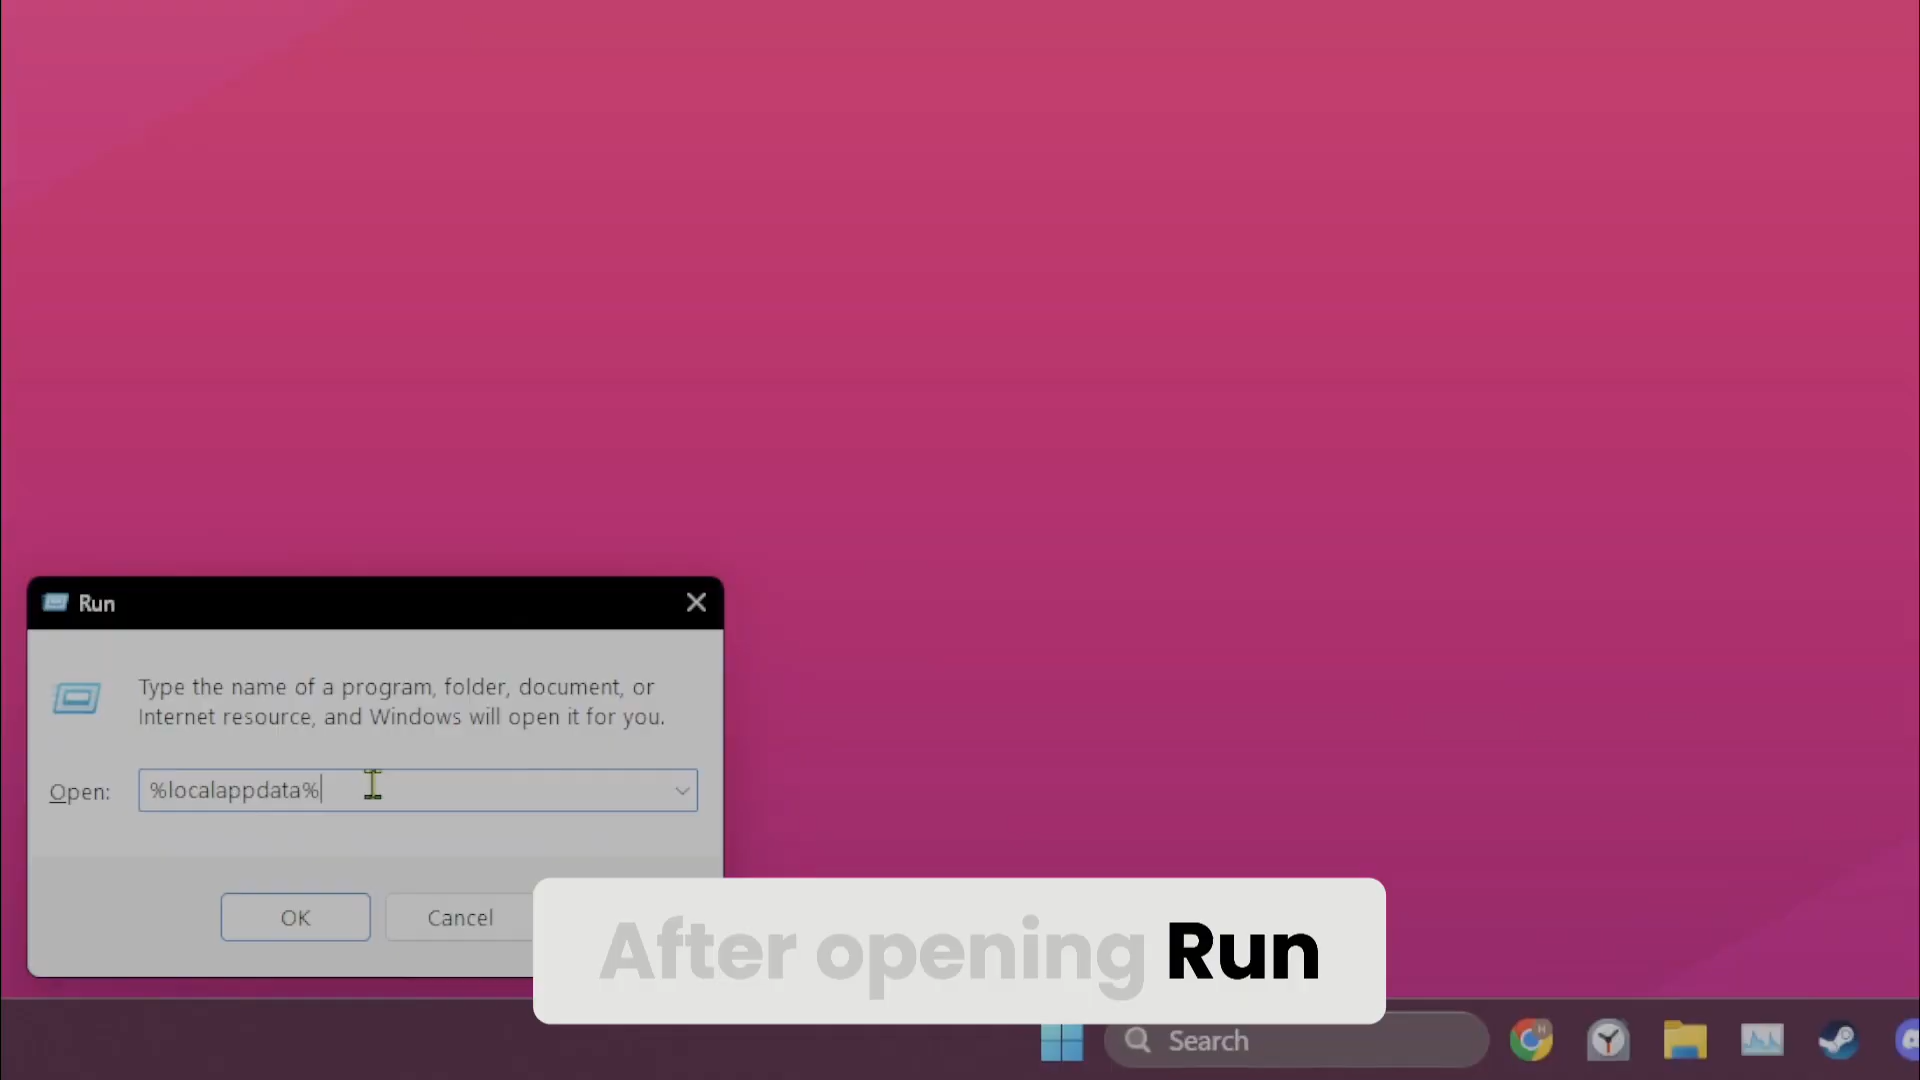 Run
Type the name of a program, folder, document, or
Internet resource, and Windows will open it for you.
Open:
%localappdata%
OK
Cancel
After opening Run
Search